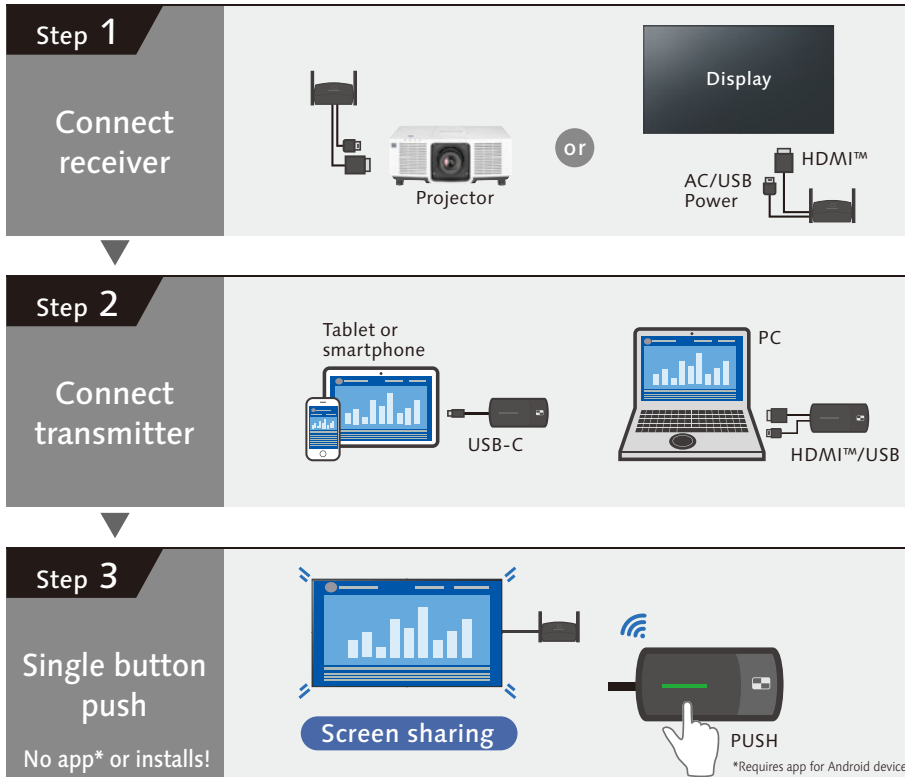 Step 1
Connect
receiver
Projector
or
Display
HDMI™
AC/USB
Power
Step 2
Connect
transmitter
Tablet or
smartphone
USB-C
PC
HDMI™/USB
Step 3
Single button
push
No app* or installs!
Screen sharing
PUSH
*Requires app for Android device